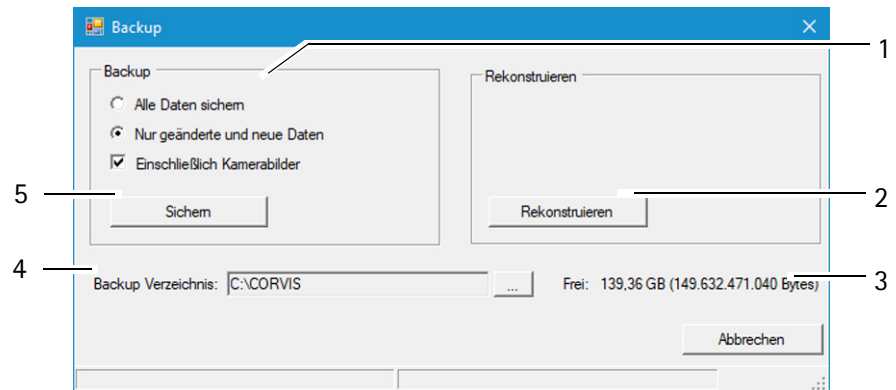 Backup
1
Backup
Rekonstruieren
Alle Daten sichern
Nur geänderte und neue Daten
Einschließlich Kamerabilder
5
Sichern
Rekonstruieren
2
4
Backup Verzeichnis: C:\CORVIS ... Frei: 139,36 GB (149.632.471.040 Bytes)
3
Abbrechen